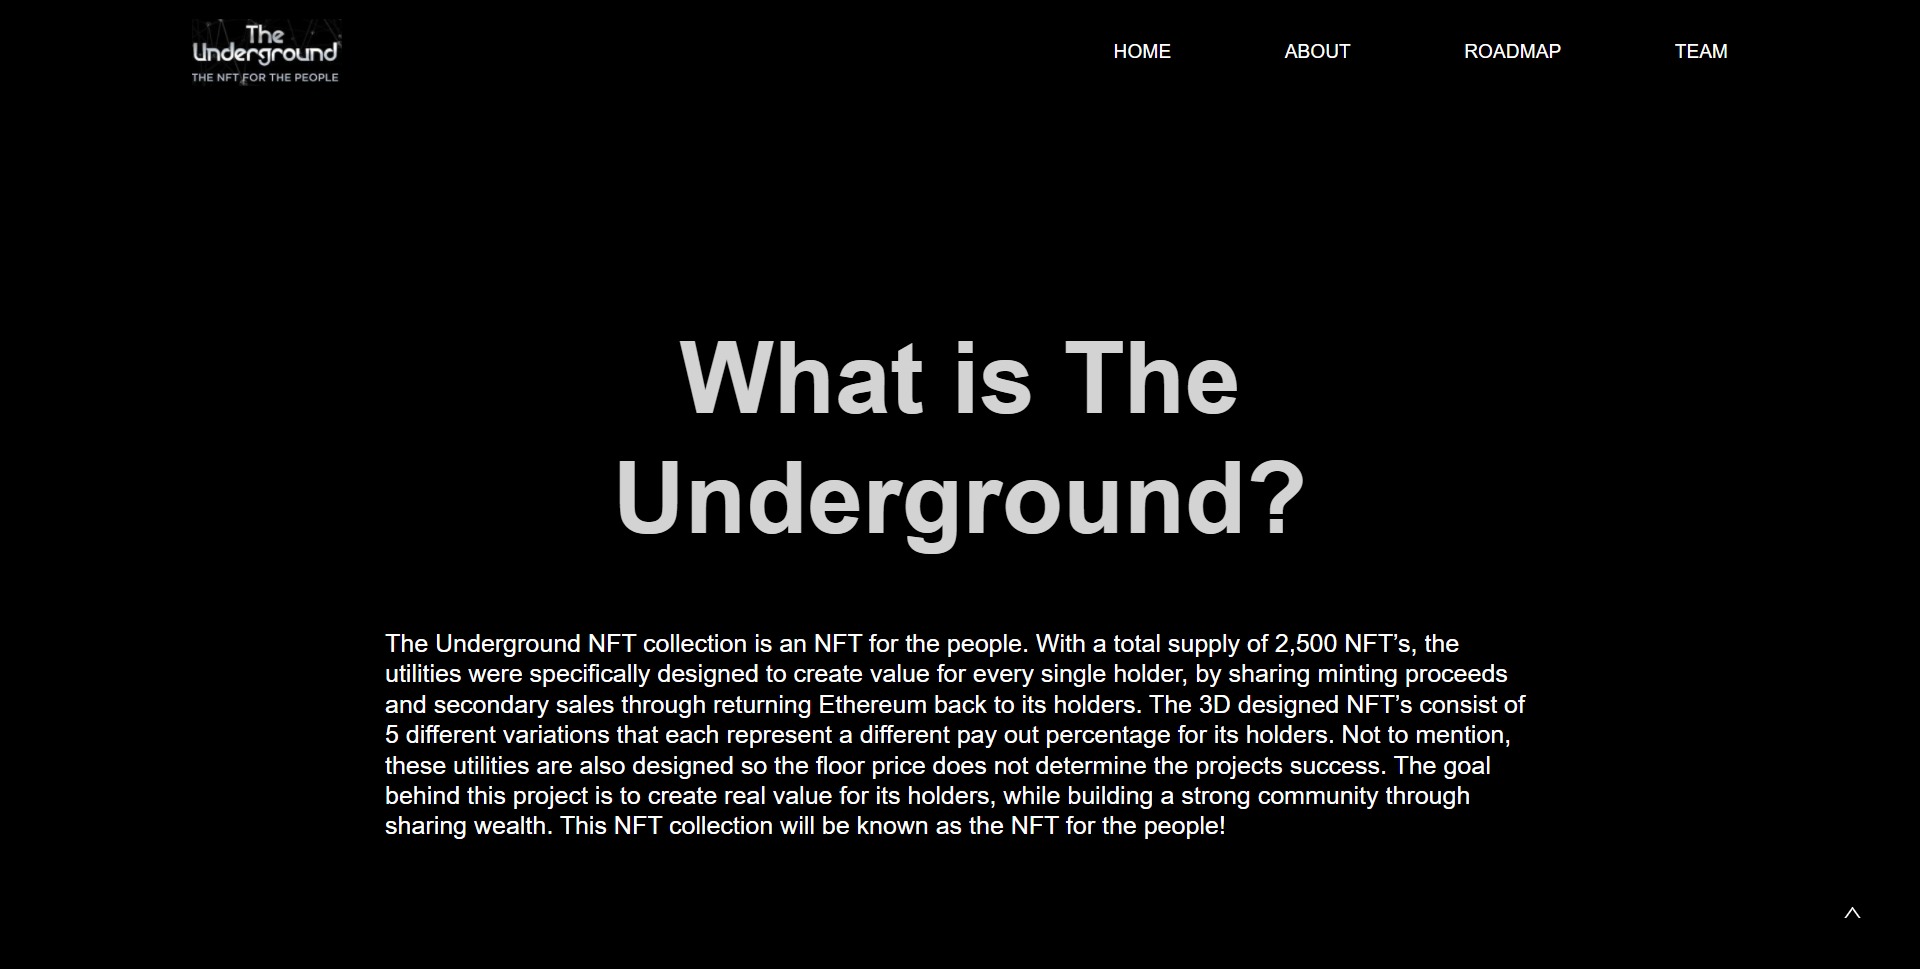 The
Underground
THE NFT FOR THE PEOPLE
HOME
ABOUT
ROADMAP
TEAM
What is The
Underground?
The Underground NFT collection is an NFT for the people. With a total supply of 2,500 NFT’s, the
utilities were specifically designed to create value for every single holder, by sharing minting proceeds
and secondary sales through returning Ethereum back to its holders. The 3D designed NFT’s consist of
5 different variations that each represent a different pay out percentage for its holders. Not to mention,
these utilities are also designed so the floor price does not determine the projects success. The goal
behind this project is to create real value for its holders, while building a strong community through
sharing wealth. This NFT collection will be known as the NFT for the people!